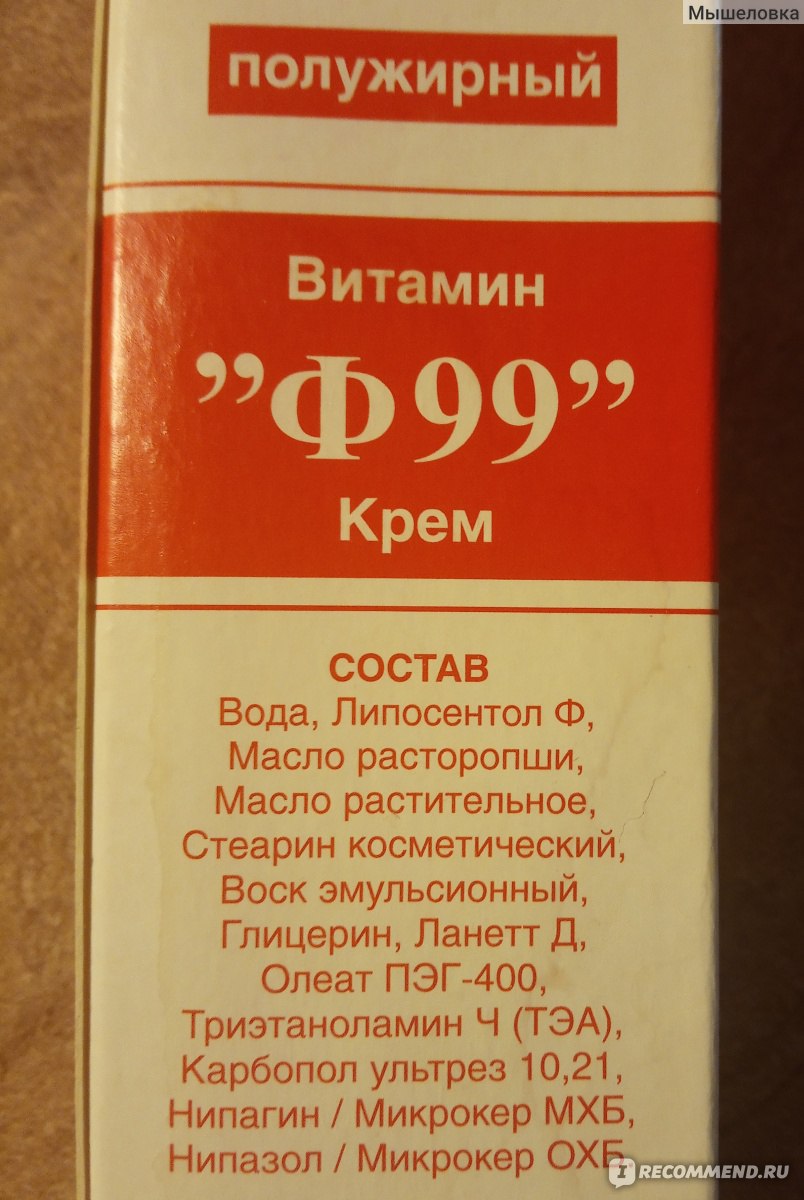 Мышеловка
полужирный
Витамин
”Ф99”
Крем
СОСТАВ
Вода, Липосентол Ф,
Масло расторопши,
Масло растительное,
Стеарин косметический,
Воск эмульсионный,
Глицерин, Ланетт Д,
Олеат ПЭГ-400,
Триэтаноламин Ч (ТЭА),
Карбопол ультрез 10,21,
Нипагин / Микрокер МХБ,
Нипазол / Микрокер ОХБ
IRECOMMEND.RU